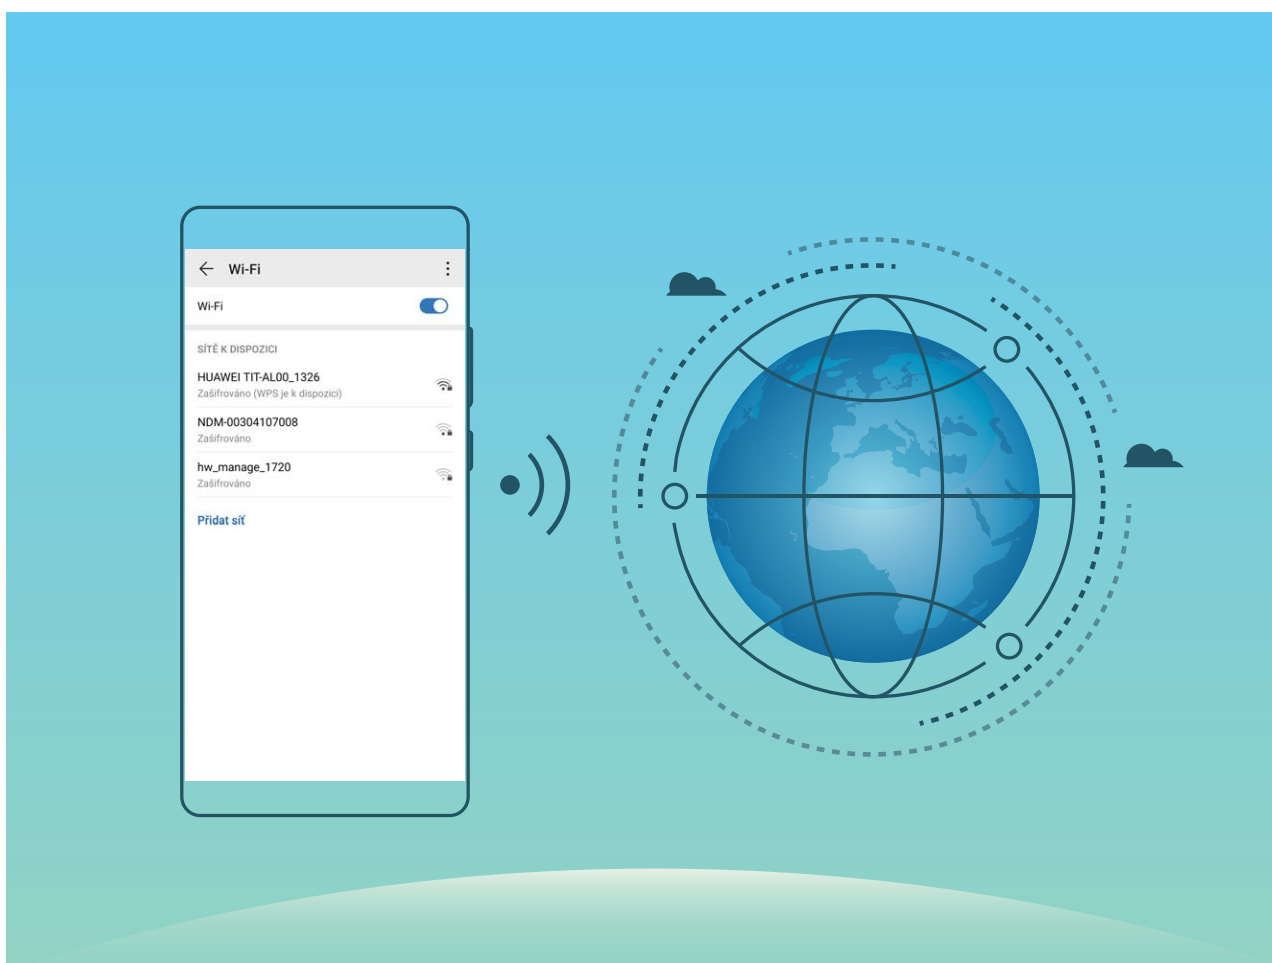 Wi-Fi
Wi-Fi
SÍTĚ K DISPOZICI
HUAWEI TIT-AL00_1326
Zašifrováno (WPS je k dispozici)
NDM-00304107008
Zašifrováno
hw_manage_1720
Zašifrováno
Přidat síť